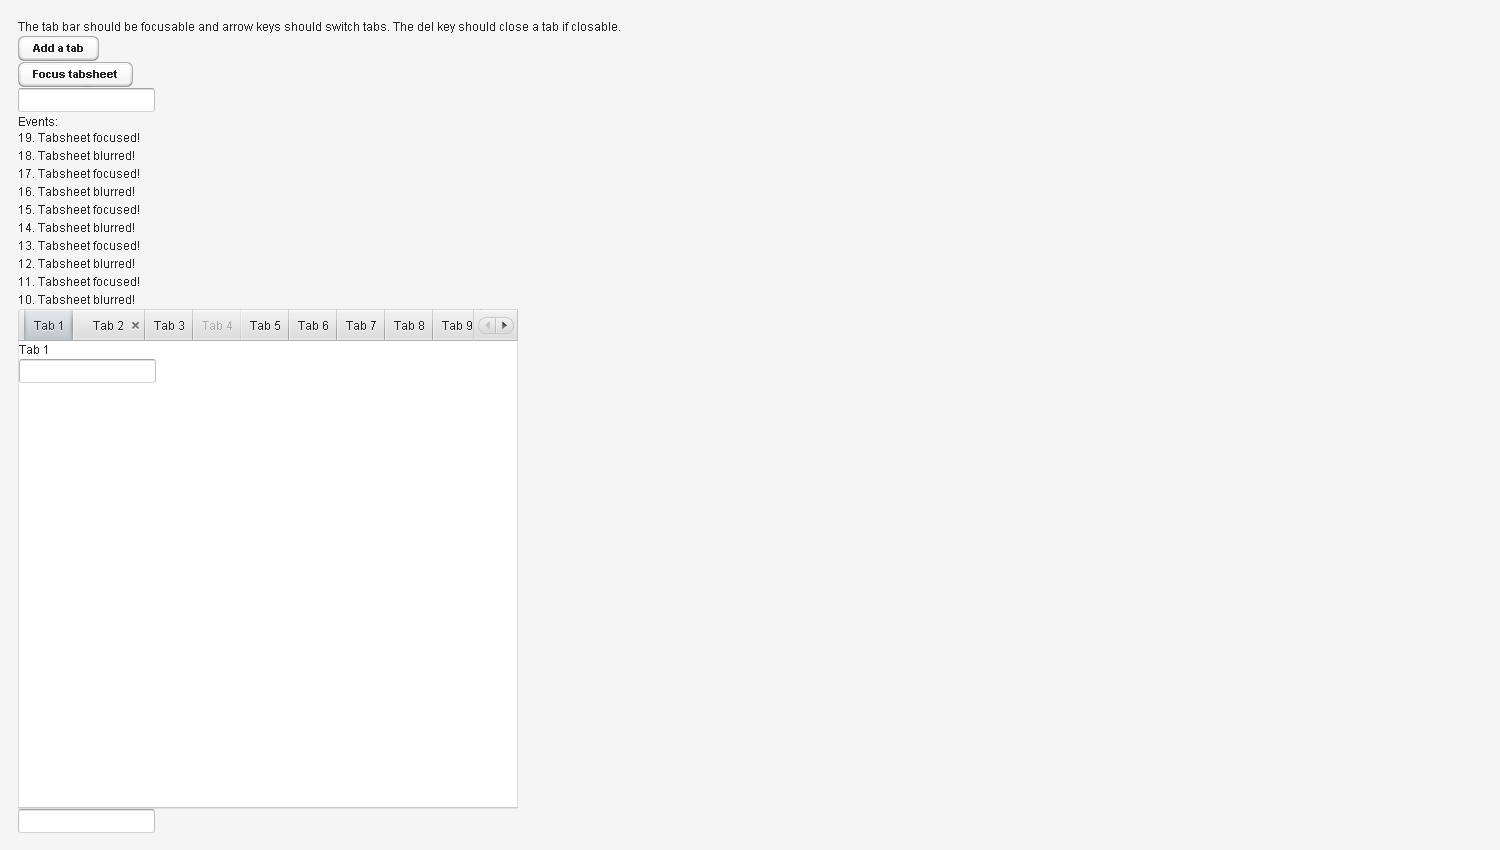 The tab bar should be focusable and arrow keys should switch tabs. The del key should close a tab if closable.
Add a tab
Focus tabsheet
Events:
19. Tabsheet focused!
18. Tabsheet blurred!
17. Tabsheet focused!
16. Tabsheet blurred!
15. Tabsheet focused!
14. Tabsheet blurred!
13. Tabsheet focused!
12. Tabsheet blurred!
11. Tabsheet focused!
10. Tabsheet blurred!
Tab 1 Tab 2 Tab 3 Tab 4 Tab 5 Tab 6 Tab 7 Tab 8 Tab 9
Tab 1